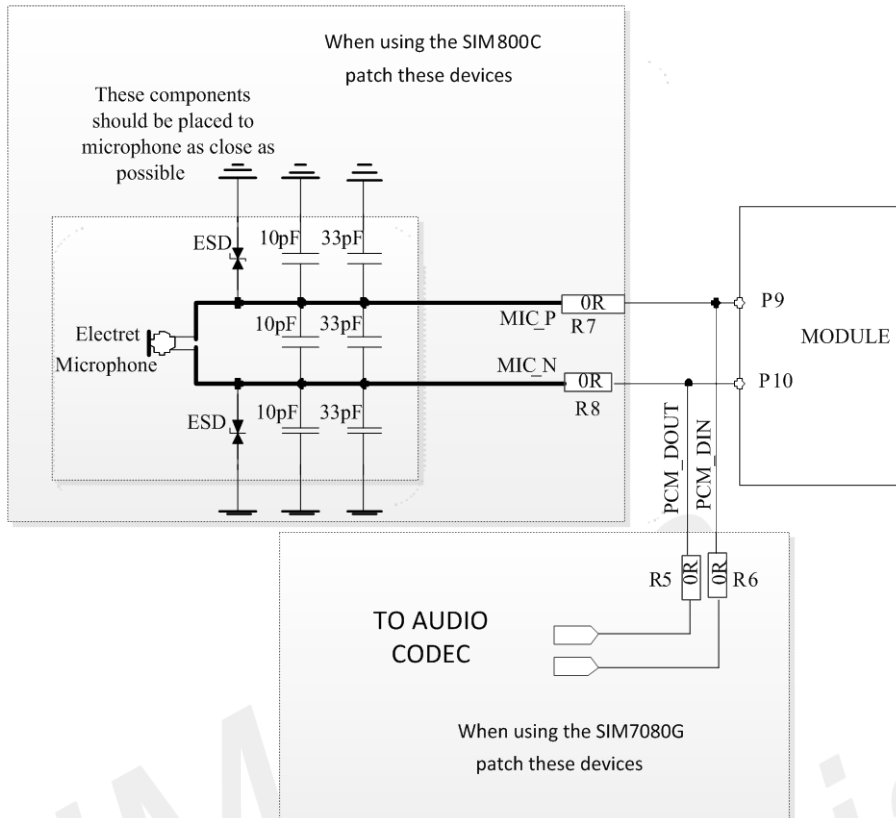 When using the SIM800C
patch these devices
These components
should be placed to
microphone as close as
possible
ESD
10pF
33pF
MIC_P
0R
R7
P9
MODULE
Electret
Microphone
10pF
33pF
MIC_N
0R
R8
P10
ESD
10pF
33pF
PCM_DOUT
PCM_DIN
R5
0R
0R
R6
TO AUDIO
CODEC
When using the SIM7080G
patch these devices